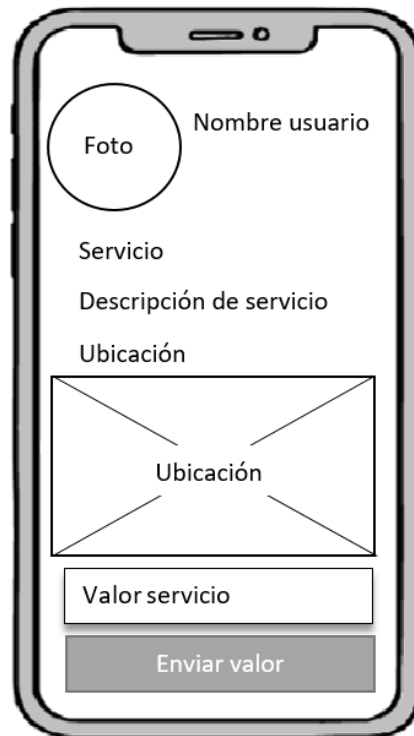 Foto
Nombre usuario
Servicio
Descripción de servicio
Ubicación
Ubicación
Valor servicio
Enviar valor